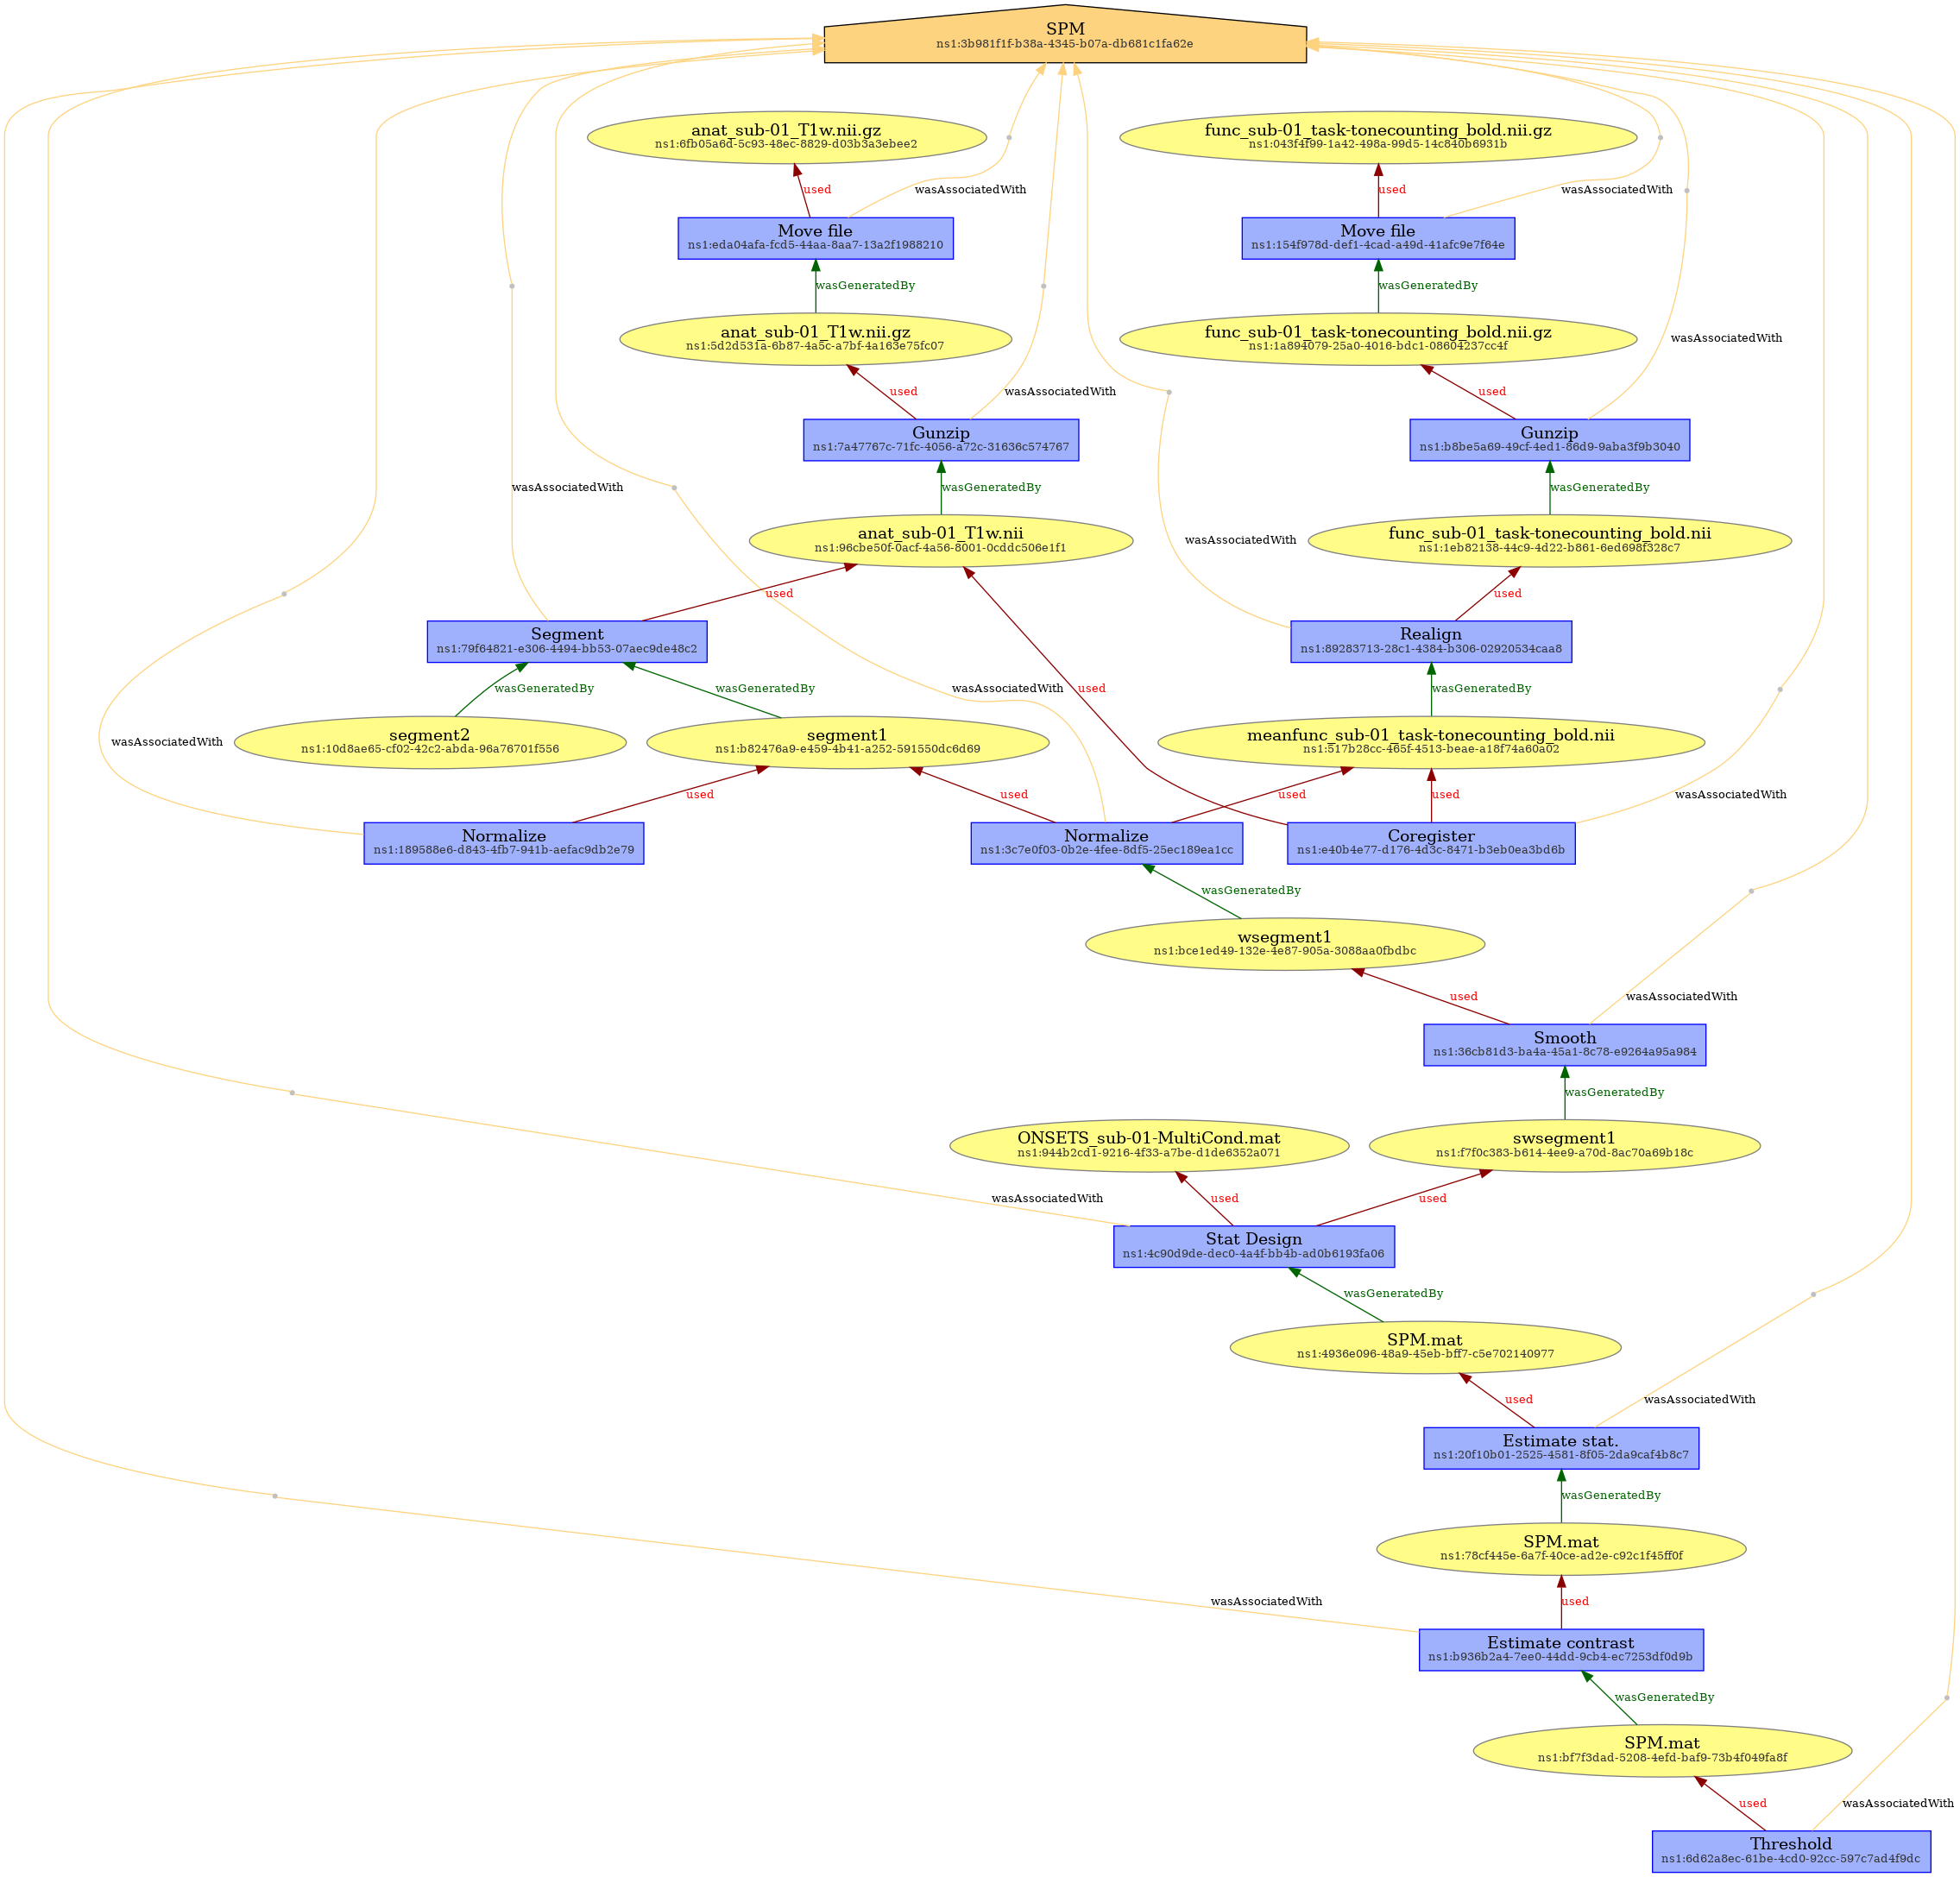 SPM
ns1:3b981f1f-b38a-4345-b07a-db681c1fa62e
anat_sub-01_T1w.nii.gz
ns1:6fb05a6d-5c93-48ec-8829-d03b3a3ebee2
func_sub-01_task-tonecounting_bold.nii.gz
ns1:043f4f99-1a42-498a-99d5-14c840b6931b
used
wasAssociatedWith
used
wasAssociatedWith
Move file
ns1:eda04afa-fcd5-44aa-8aa7-13a2f1988210
Move file
ns1:154f978d-def1-4cad-a49d-41afc9e7f64e
wasGeneratedBy
wasGeneratedBy
anat_sub-01_T1w.nii.gz
ns1:5d2d531a-6b87-4a5c-a7bf-4a163e75fc07
func_sub-01_task-tonecounting_bold.nii.gz
ns1:1a894079-25a0-4016-bdc1-08604237cc4f
wasAssociatedWith
used
wasAssociatedWith
used
Gunzip
ns1:7a47767c-71fc-4056-a72c-31636c574767
Gunzip
ns1:b8be5a69-49cf-4ed1-86d9-9aba3f9b3040
wasAssociatedWith
wasGeneratedBy
wasGeneratedBy
anat_sub-01_T1w.nii
ns1:96cbe50f-0acf-4a56-8001-0cddc506e1f1
wasAssociatedWith
func_sub-01_task-tonecounting_bold.nii
ns1:1eb82138-44c9-4d22-b861-6ed698f328c7
used
used
Segment
ns1:79f64821-e306-4494-bb53-07aec9de48c2
Realign
ns1:89283713-28c1-4384-b306-02920534caa8
wasGeneratedBy
wasGeneratedBy
wasAssociatedWith
used
wasGeneratedBy
wasAssociatedWith
segment2
ns1:10d8ae65-cf02-42c2-abda-96a76701f556
segment1
ns1:b82476a9-e459-4b41-a252-591550dc6d69
meanfunc_sub-01_task-tonecounting_bold.nii
ns1:517b28cc-465f-4513-beae-a18f74a60a02
used
used
used
used
wasAssociatedWith
Normalize
ns1:189588e6-d843-4fb7-941b-aefac9db2e79
Normalize
ns1:3c7e0f03-0b2e-4fee-8df5-25ec189ea1cc
Coregister
ns1:e40b4e77-d176-4d3c-8471-b3eb0ea3bd6b
wasGeneratedBy
wsegment1
ns1:bce1ed49-132e-4e87-905a-3088aa0fbdbc
used
wasAssociatedWith
Smooth
ns1:36cb81d3-ba4a-45a1-8c78-e9264a95a984
wasGeneratedBy
ONSETS_sub-01-MultiCond.mat
ns1:944b2cd1-9216-4f33-a7be-d1de6352a071
swsegment1
ns1:f7f0c383-b614-4ee9-a70d-8ac70a69b18c
wasAssociatedWith
used
used
Stat Design
ns1:4c90d9de-dec0-4a4f-bb4b-ad0b6193fa06
wasGeneratedBy
SPM.mat
ns1:4936e096-48a9-45eb-bff7-c5e702140977
used
wasAssociatedWith
Estimate stat.
ns1:20f10b01-2525-4581-8f05-2da9caf4b8c7
wasGeneratedBy
SPM.mat
ns1:78cf445e-6a7f-40ce-ad2e-c92c1f45ff0f
wasAssociatedWith
used
Estimate contrast
ns1:b936b2a4-7ee0-44dd-9cb4-ec7253df0d9b
wasGeneratedBy
SPM.mat
ns1:bf7f3dad-5208-4efd-baf9-73b4f049fa8f
used
wasAssociatedWith
Threshold
ns1:6d62a8ec-61be-4cd0-92cc-597c7ad4f9dc